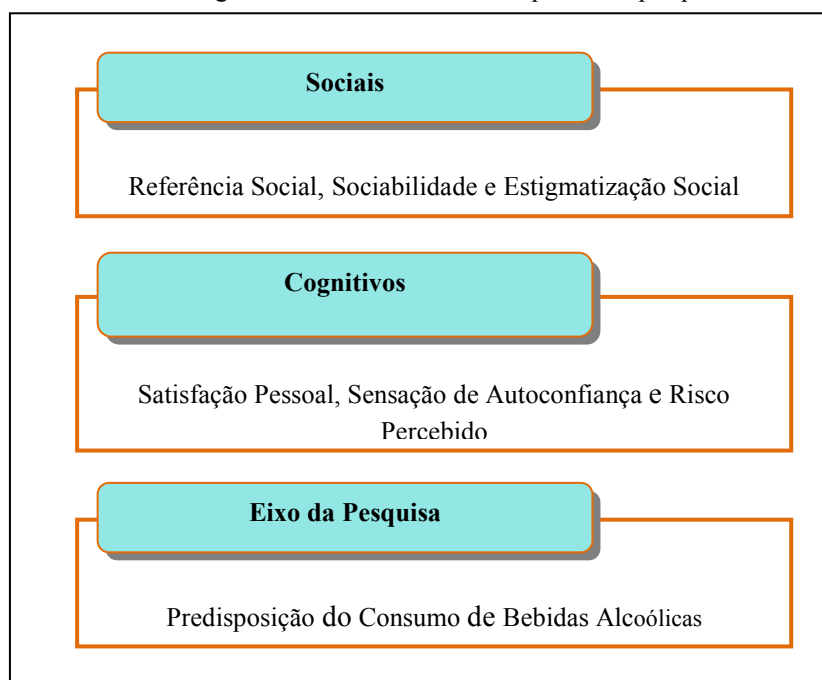 Sociais
Referência Social, Sociabilidade e Estigmatização Social
Cognitivos
Satisfação Pessoal, Sensação de Autoconfiança e Risco
Percebido
Eixo da Pesquisa
Predisposição do Consumo de Bebidas Alcoólicas